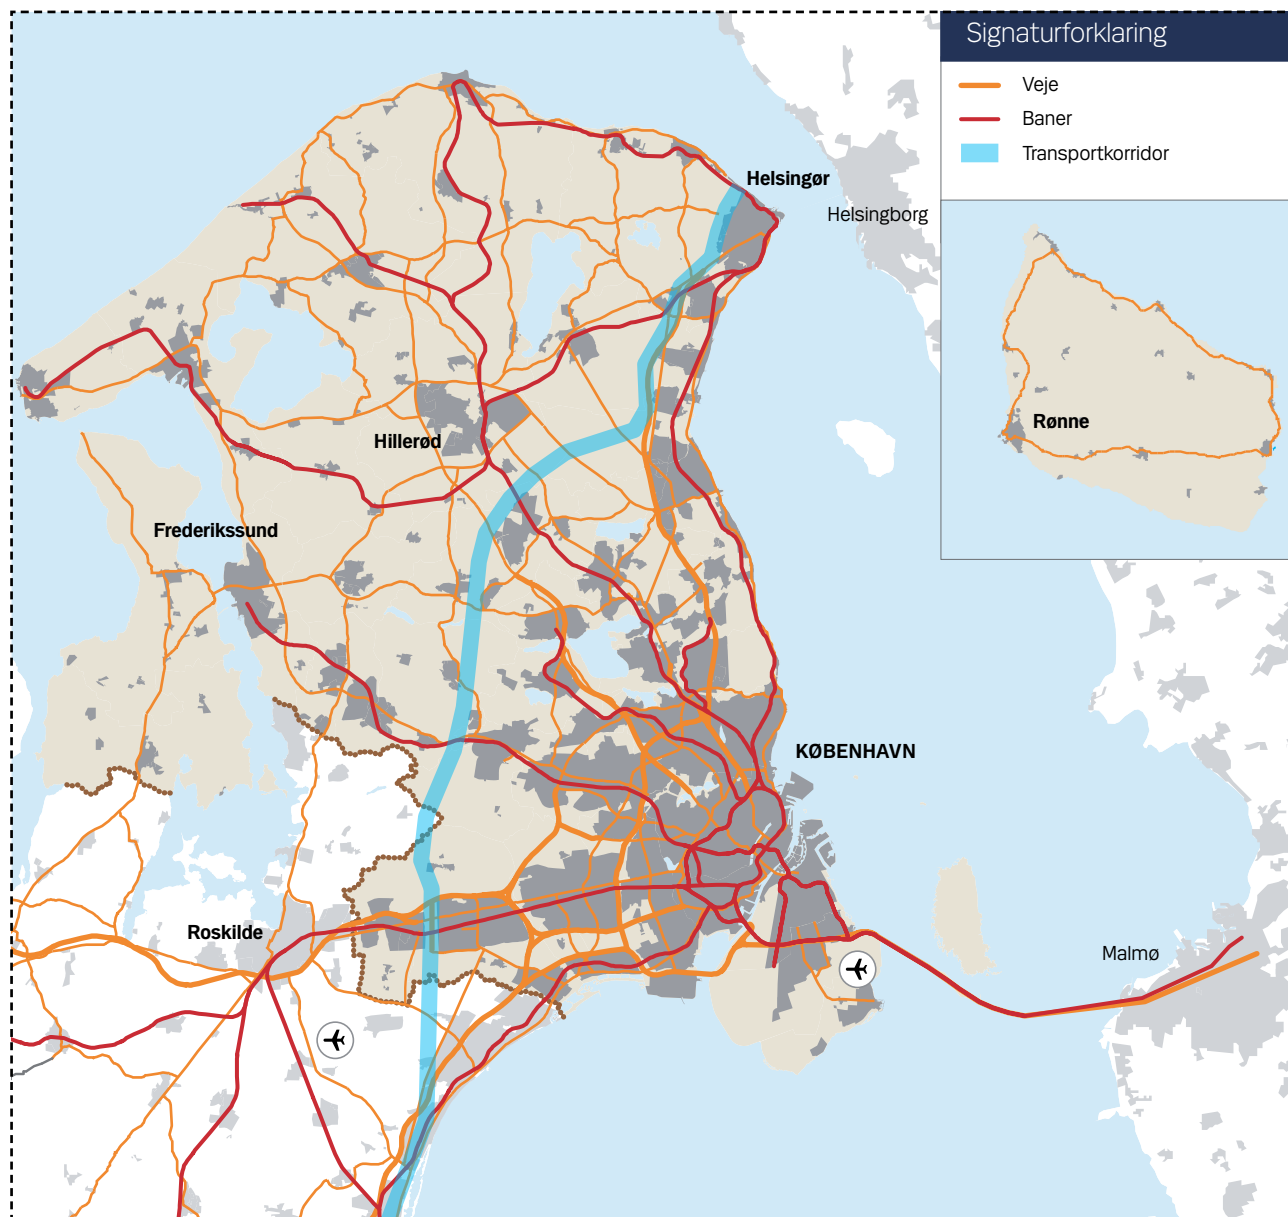 Signaturforklaring
Veje
Baner
Transportkorridor
Helsingør
Helsingborg
Rønne
Hillerød
Frederikssund
KØBENHAVN
Roskilde
Malmø